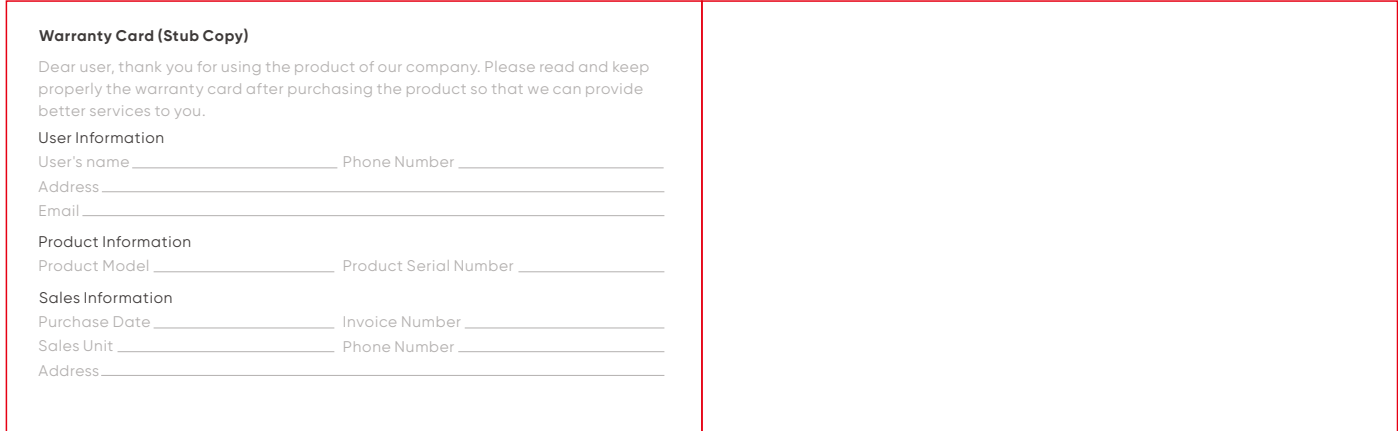 Warranty Card (Stub Copy)
Dear user, thank you for using the product of our company. Please read and keep
properly the warranty card after purchasing the product so that we can provide
better services to you.
User Information
User's name Phone Number
Address
Email
Product Information
Product Model Product Serial Number
Sales Information
Purchase Date Invoice Number
Sales Unit Phone Number
Address